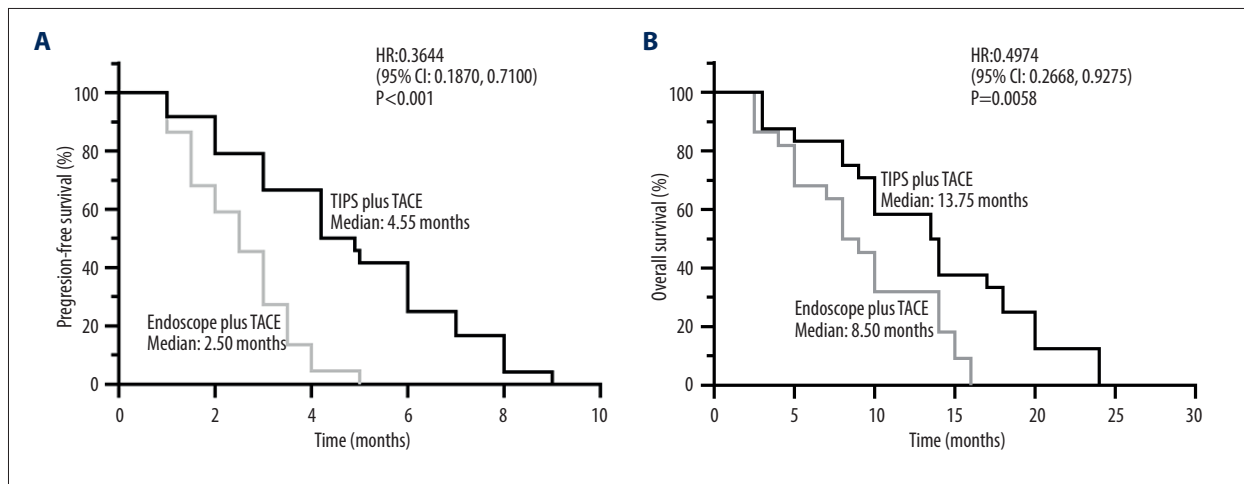 A
HR:0.3644
(95% CI: 0.1870, 0.7100)
P<0.001
Pregresion-free survival (%)
100
80
60
40
20
0
TIPS plus TACE
Median: 4.55 months
Endoscope plus TACE
Median: 2.50 months
0 2 4 6 8 10
Time (months)
B
HR:0.4974
(95% CI: 0.2668, 0.9275)
P=0.0058
Overall survival (%)
100
80
60
40
20
0
TIPS plus TACE
Median: 13.75 months
Endoscope plus TACE
Median: 8.50 months
0 5 10 15 20 25 30
Time (months)